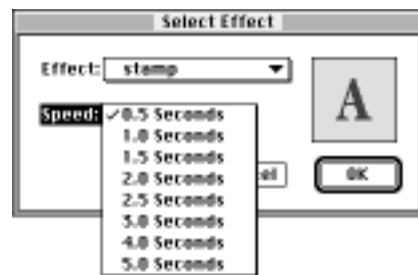 Select Effect
Effect: stamp
A
Speed: ✓0.5 Seconds
1.0 Seconds
1.5 Seconds
2.0 Seconds
el
OK
2.5 Seconds
3.0 Seconds
4.0 Seconds
5.0 Seconds